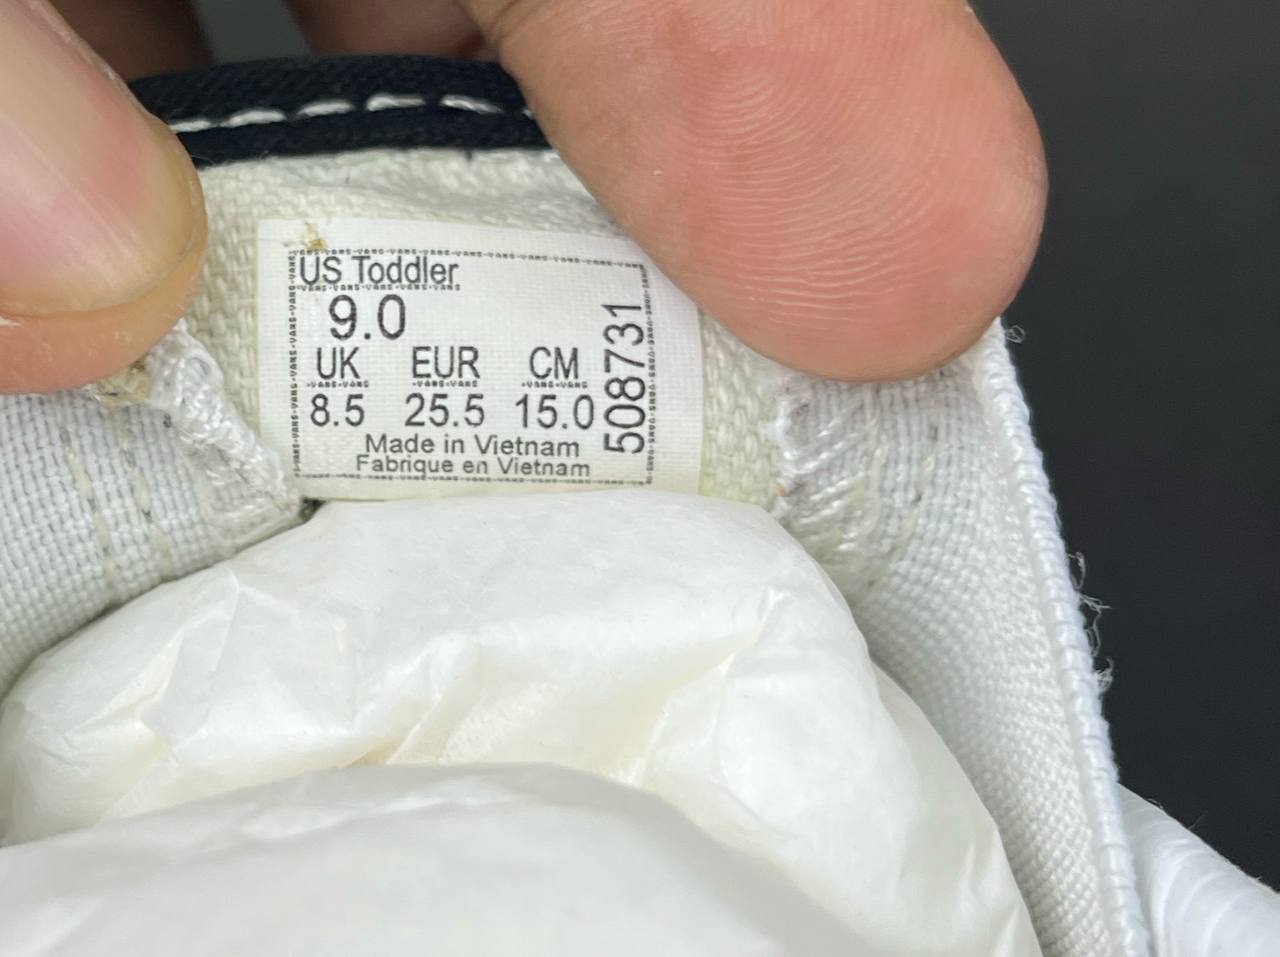 US Toddler
9.0
UK EUR CM
8.5 25.5 15.0
Made in Vietnam
Fabrique en Vietnam
508731